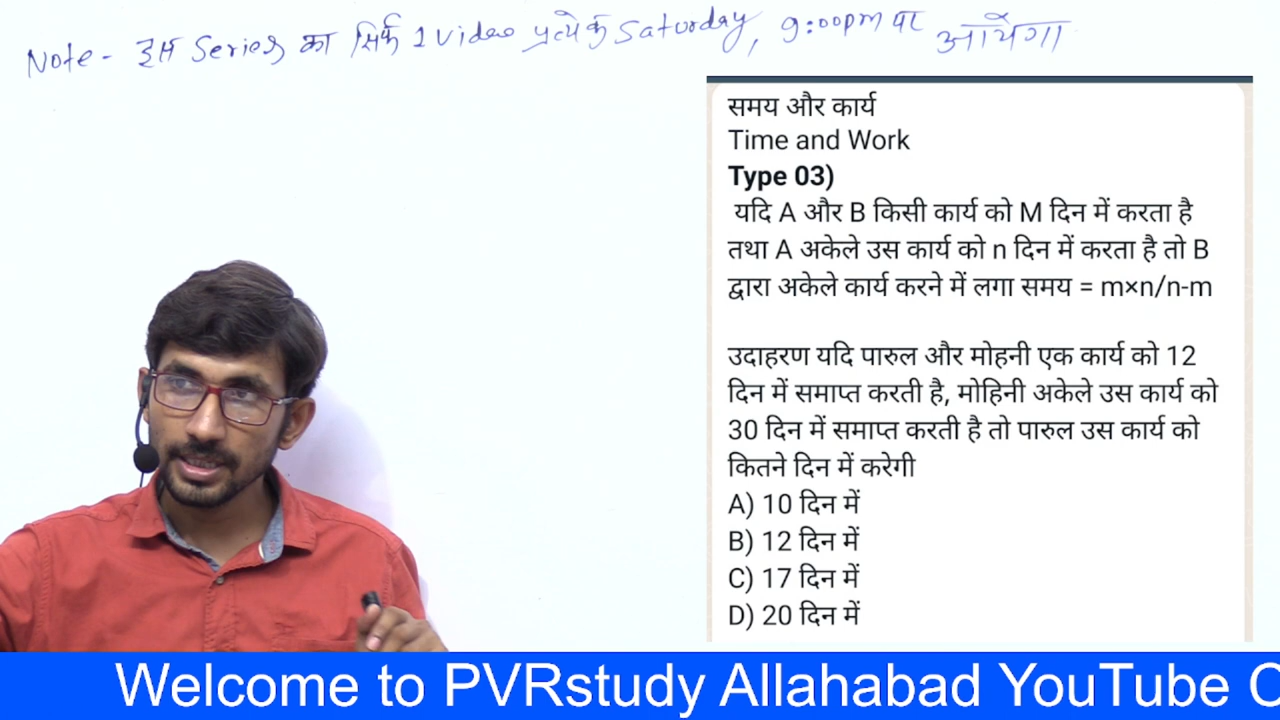 Note - इस Series का सिर्फ 1 Video प्रत्येक Saturday, 9:00pm पर आयेगा
समय और कार्य
Time and Work
Type 03)
यदि A और B किसी कार्य को M दिन में करता है
तथा A अकेले उस कार्य को n दिन में करता है तो B
द्वारा अकेले कार्य करने में लगा समय = m×n/n-m
उदाहरण यदि पारुल और मोहनी एक कार्य को 12
दिन में समाप्त करती है, मोहिनी अकेले उस कार्य को
30 दिन में समाप्त करती है तो पारुल उस कार्य को
कितने दिन में करेगी
A) 10 दिन में
B) 12 दिन में
C) 17 दिन में
D) 20 दिन में
Welcome to PVRstudy Allahabad YouTube C